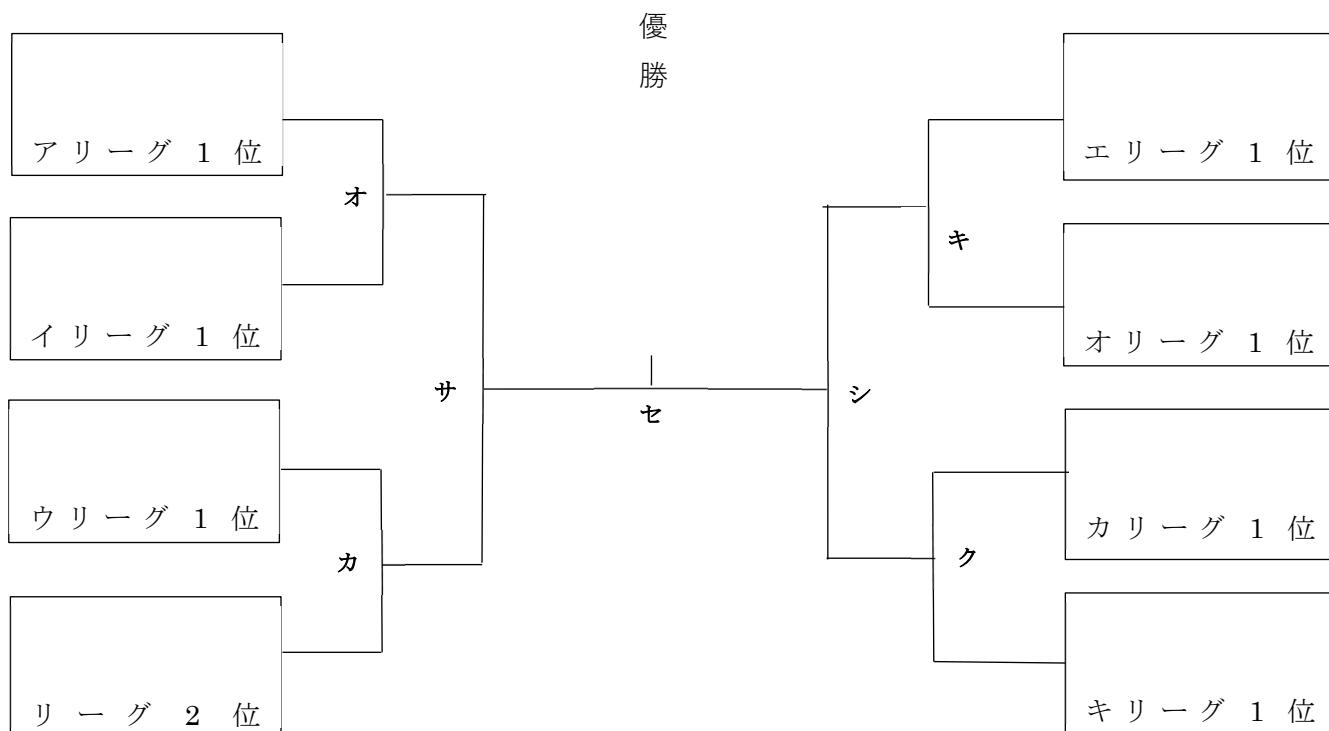 優
勝
アリーグ 1 位
エリーグ 1 位
オ
キ
イリーグ 1 位
オリーグ 1 位
サ
シ
セ
ウリーグ 1 位
カリーグ 1 位
カ
ク
リーグ 2 位
キリーグ 1 位